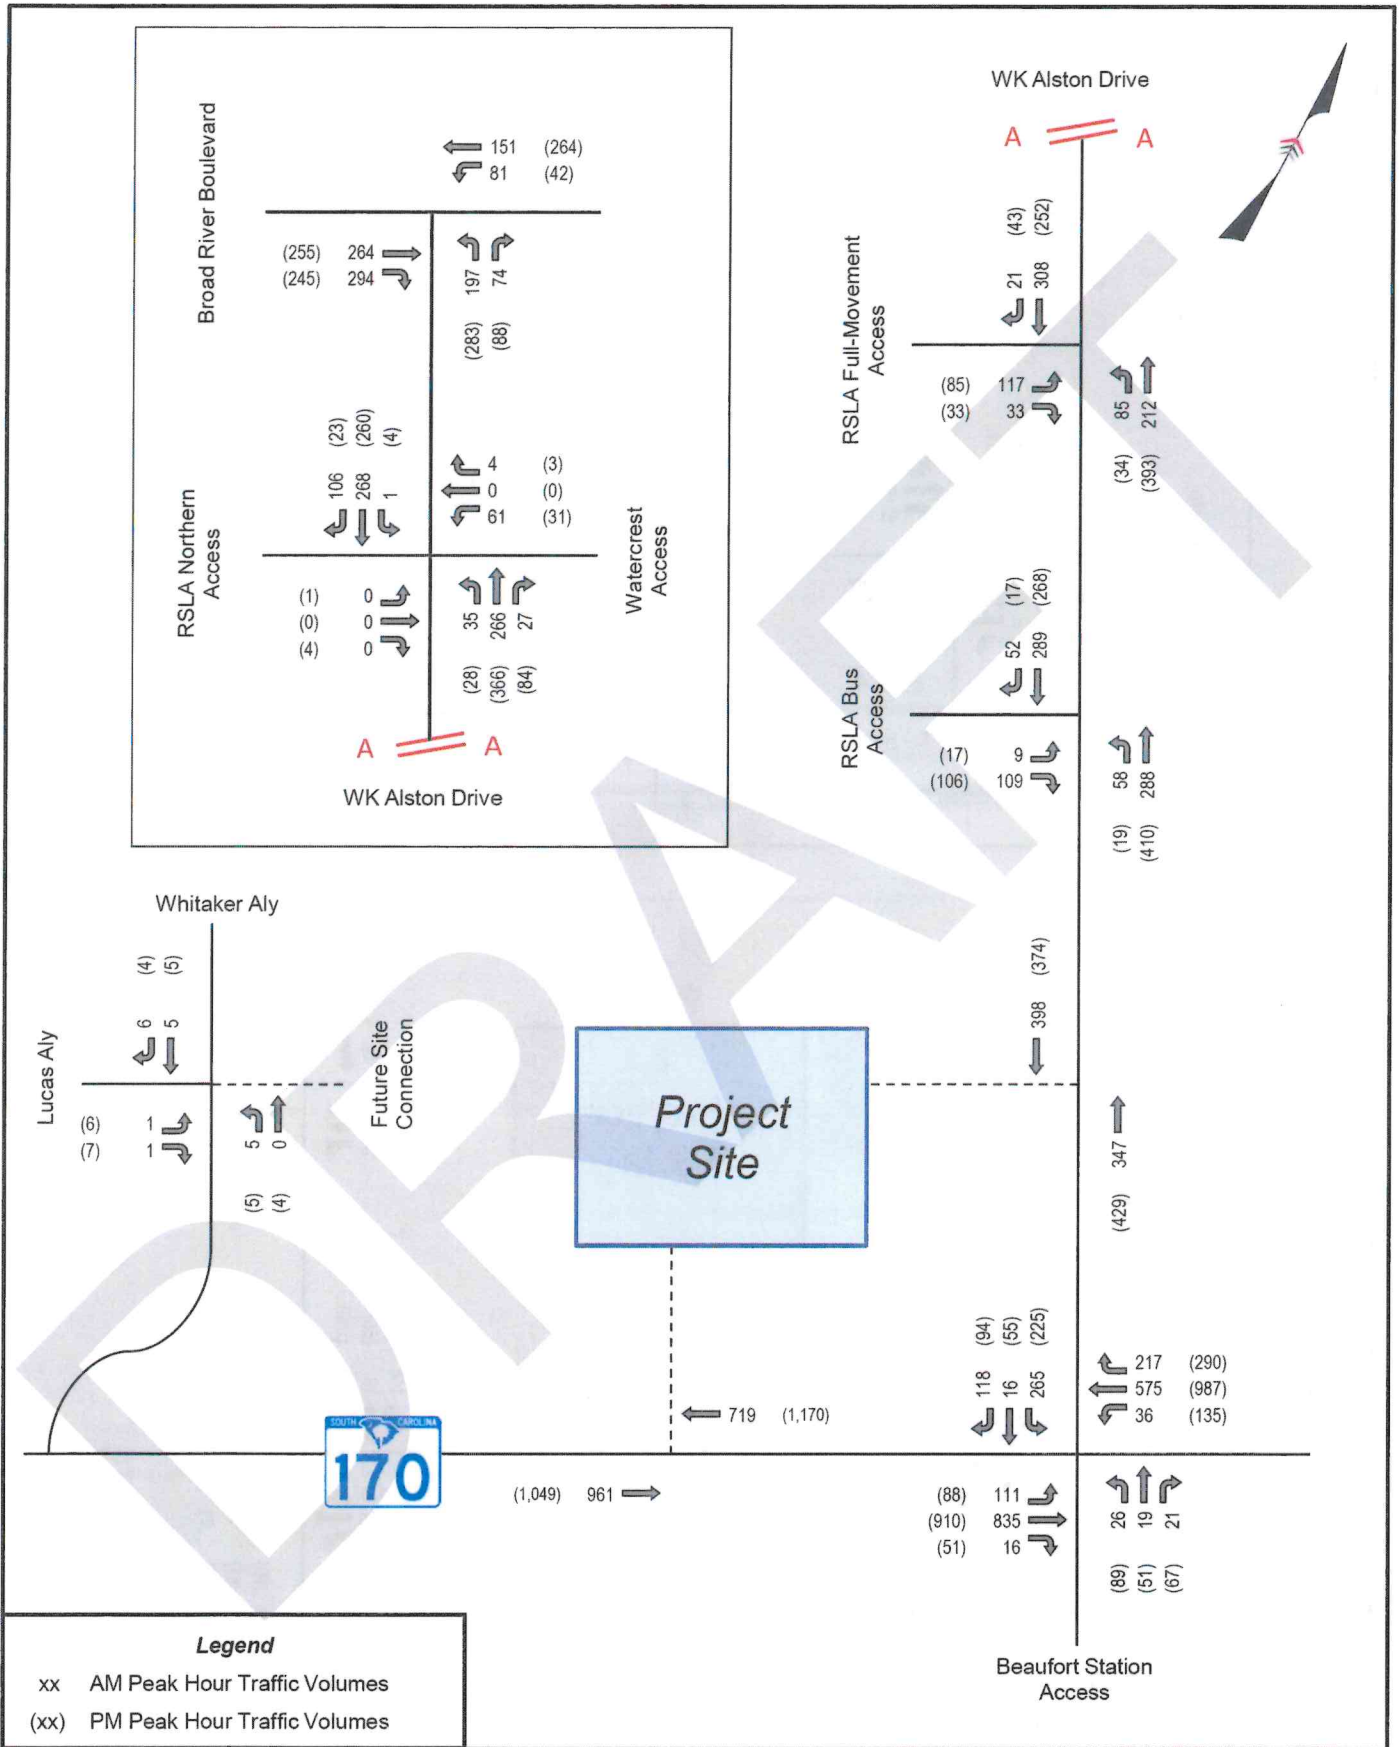 WK Alston Drive
A A
Broad River Boulevard
151 (264)
81 (42)
(255) 264
(245) 294
197 74
(283) (88)
(23) (260) (4)
106 268 1
4 (3)
0 (0)
61 (31)
RSLA Northern
Access
Watercrest
Access
(1) 0
(0) 0
(4) 0
35 266 27
(28) (366) (84)
A A
WK Alston Drive
(43) (252)
21 308
RSLA Full-Movement
Access
(85) 117
(33) 33
85 212
(34) (393)
(17) (268)
52 289
RSLA Bus
Access
(17) 9
(106) 109
58 288
(19) (410)
Whitaker Aly
(4) (5)
6 5
Lucas Aly
Future Site
Connection
(6) 1
(7) 1
5 0
(5) (4)
Project
Site
398 (374)
347
(429)
(94) (55) (225)
118 16 265
217 (290)
575 (987)
36 (135)
719 (1,170)
SOUTH CAROLINA
170
(1,049) 961
(88) 111
(910) 835
(51) 16
26 19 21
(89) (51) (67)
Beaufort Station
Access
Legend
xx AM Peak Hour Traffic Volumes
(xx) PM Peak Hour Traffic Volumes
DRAFT